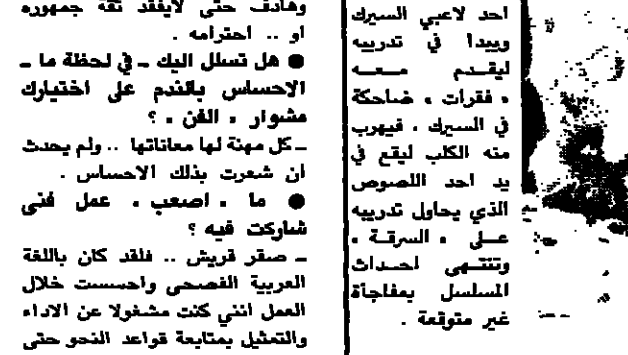 احد لاعبي السيرك
ويبدأ في تدريبه
ليقدم معه
« فقرات » ضاحكة
في السيرك . فيهرب
منه الكلب ليقع في
يد احد اللصوص
الذي يحاول تدريبه
على « السرقة »
وتنتهي احداث
المسلسل بمفاجأة
غير متوقعة .
وهادف حتى لايفقد ثقة جمهوره
او .. احترامه .
● هل تسلل اليك ــ في لحظة ما ــ
الاحساس بالندم على اختيارك
مشوار « الفن » ؟
ــ كل مهنة لها معاناتها .. ولم يحدث
ان شعرت بذلك الاحساس .
● ما « اصعب » عمل فني
شاركت فيه ؟
ــ صقر قريش .. فلقد كان باللغة
العربية الفصحى واحسست خلال
العمل انني كنت مشغولا عن الاداء
والتمثيل بمتابعة قواعد النحو حتى